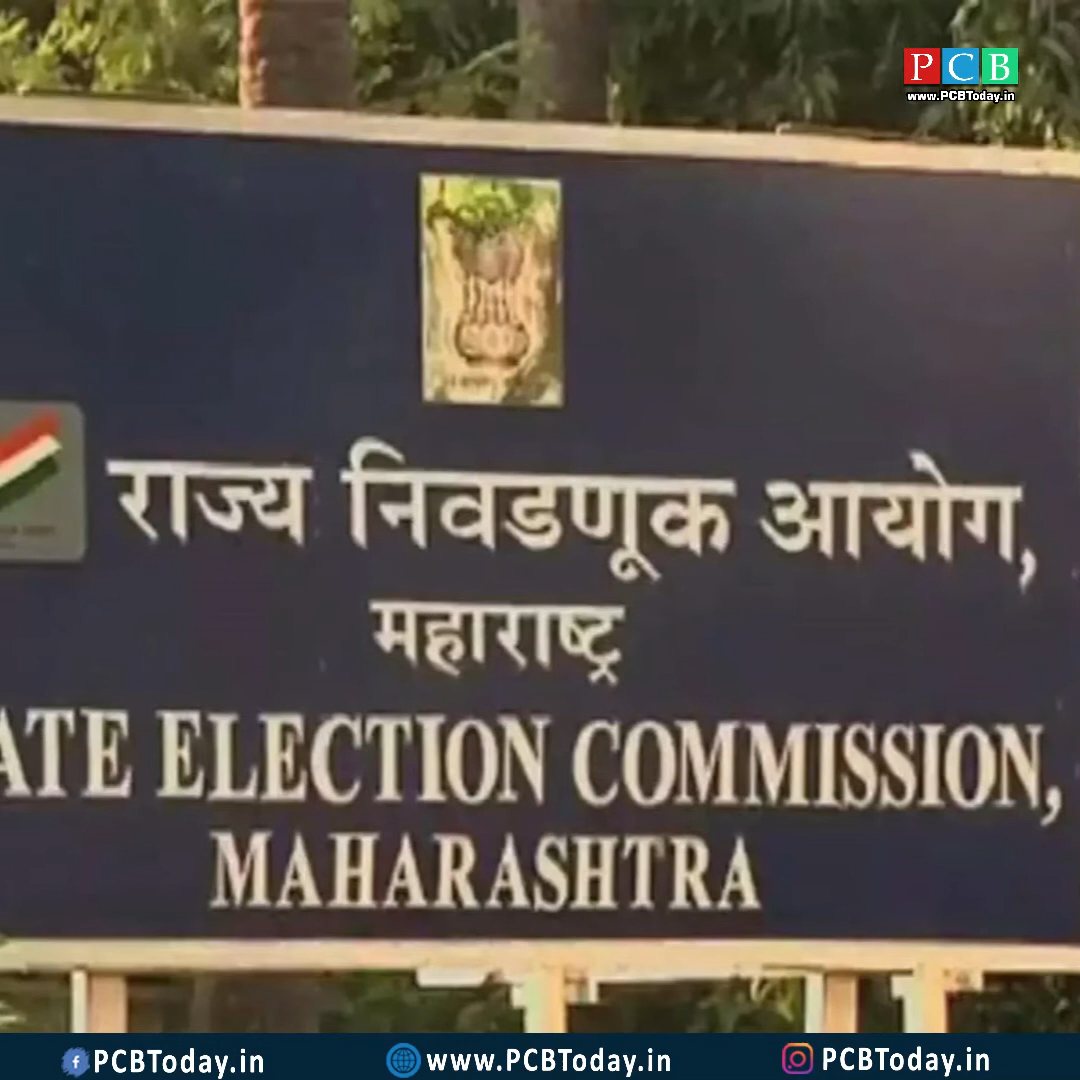 PCB
www.PCBToday.in
राज्य निवडणूक आयोग,
महाराष्ट्र
ATE ELECTION COMMISSION,
MAHARASHTRA
PCBToday.in www.PCBToday.in PCBToday.in